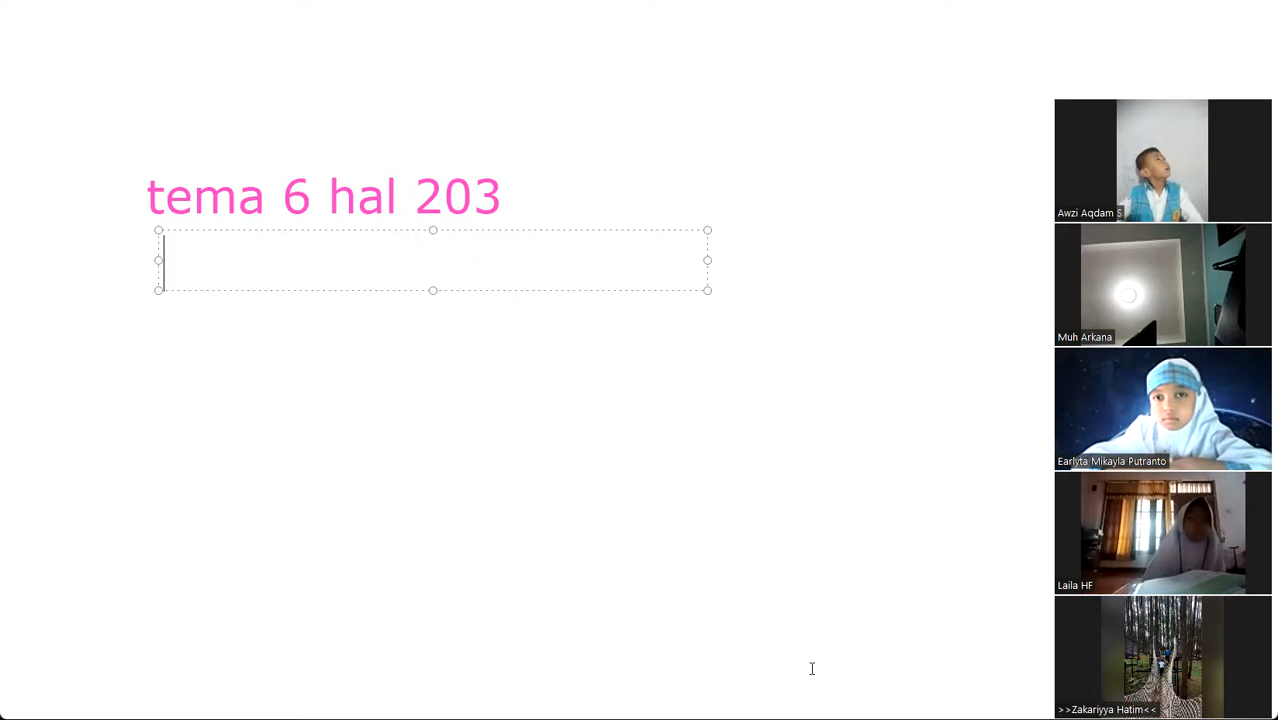 tema 6 hal 203
Awzi Aqdam S
Muh Arkana
Earlyta Mikayla Putranto
Laila HF
>>Zakariyya Hatim<<